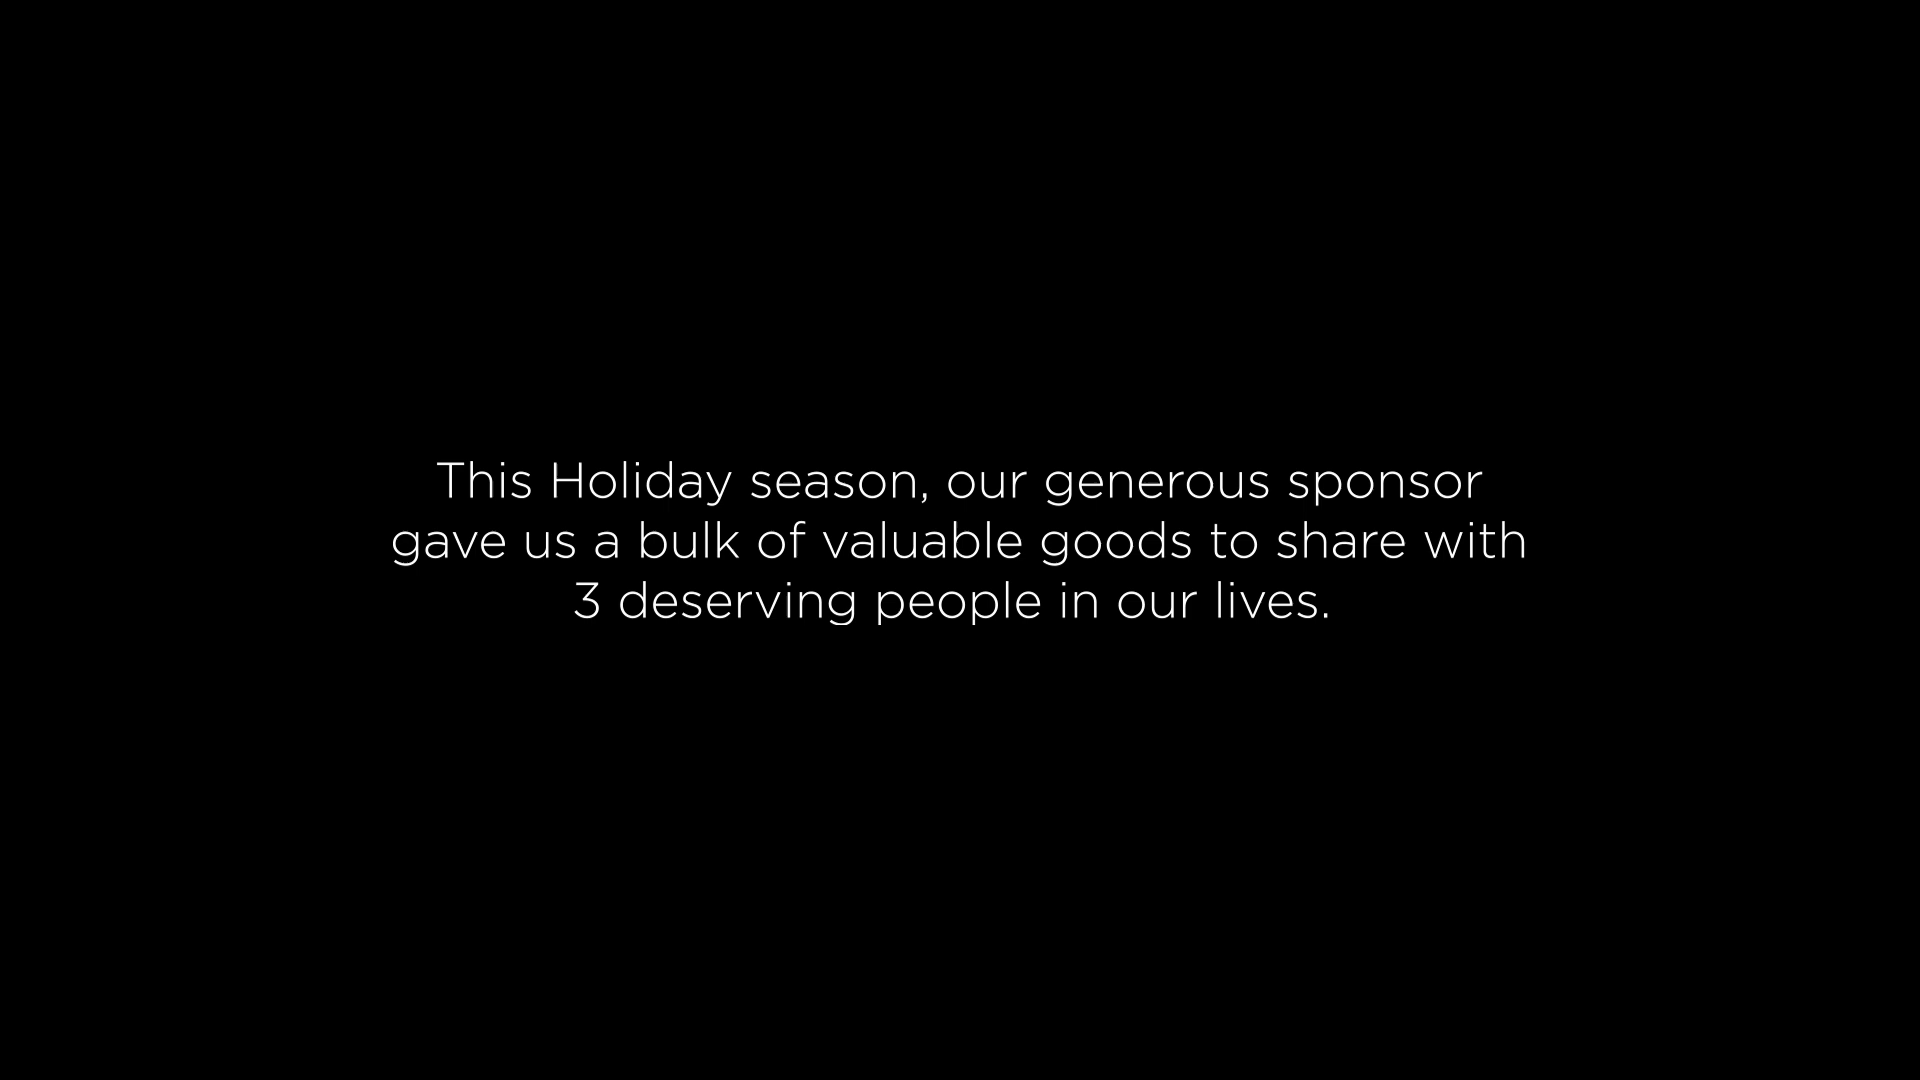 This Holiday season, our generous sponsor
gave us a bulk of valuable goods to share with
3 deserving people in our lives.